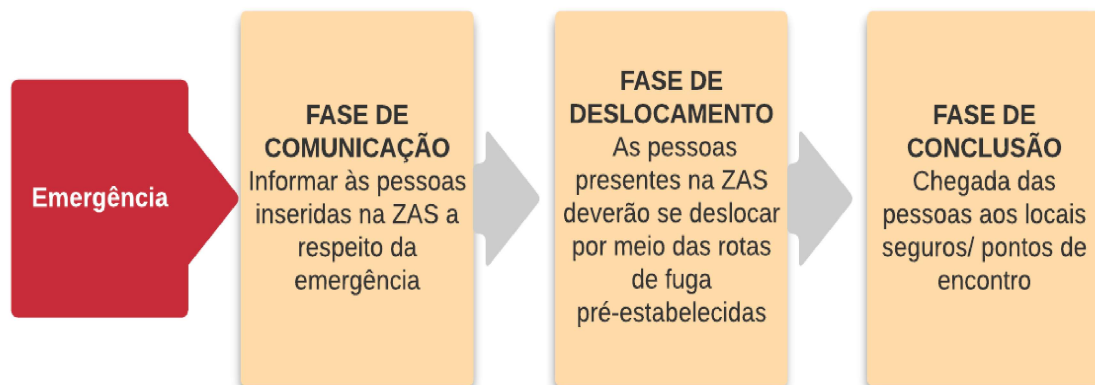 Emergência
FASE DE
COMUNICAÇÃO
Informar às pessoas
inseridas na ZAS a
respeito da
emergência
FASE DE
DESLOCAMENTO
As pessoas
presentes na ZAS
deverão se deslocar
por meio das rotas
de fuga
pré-estabelecidas
FASE DE
CONCLUSÃO
Chegada das
pessoas aos locais
seguros/ pontos de
encontro